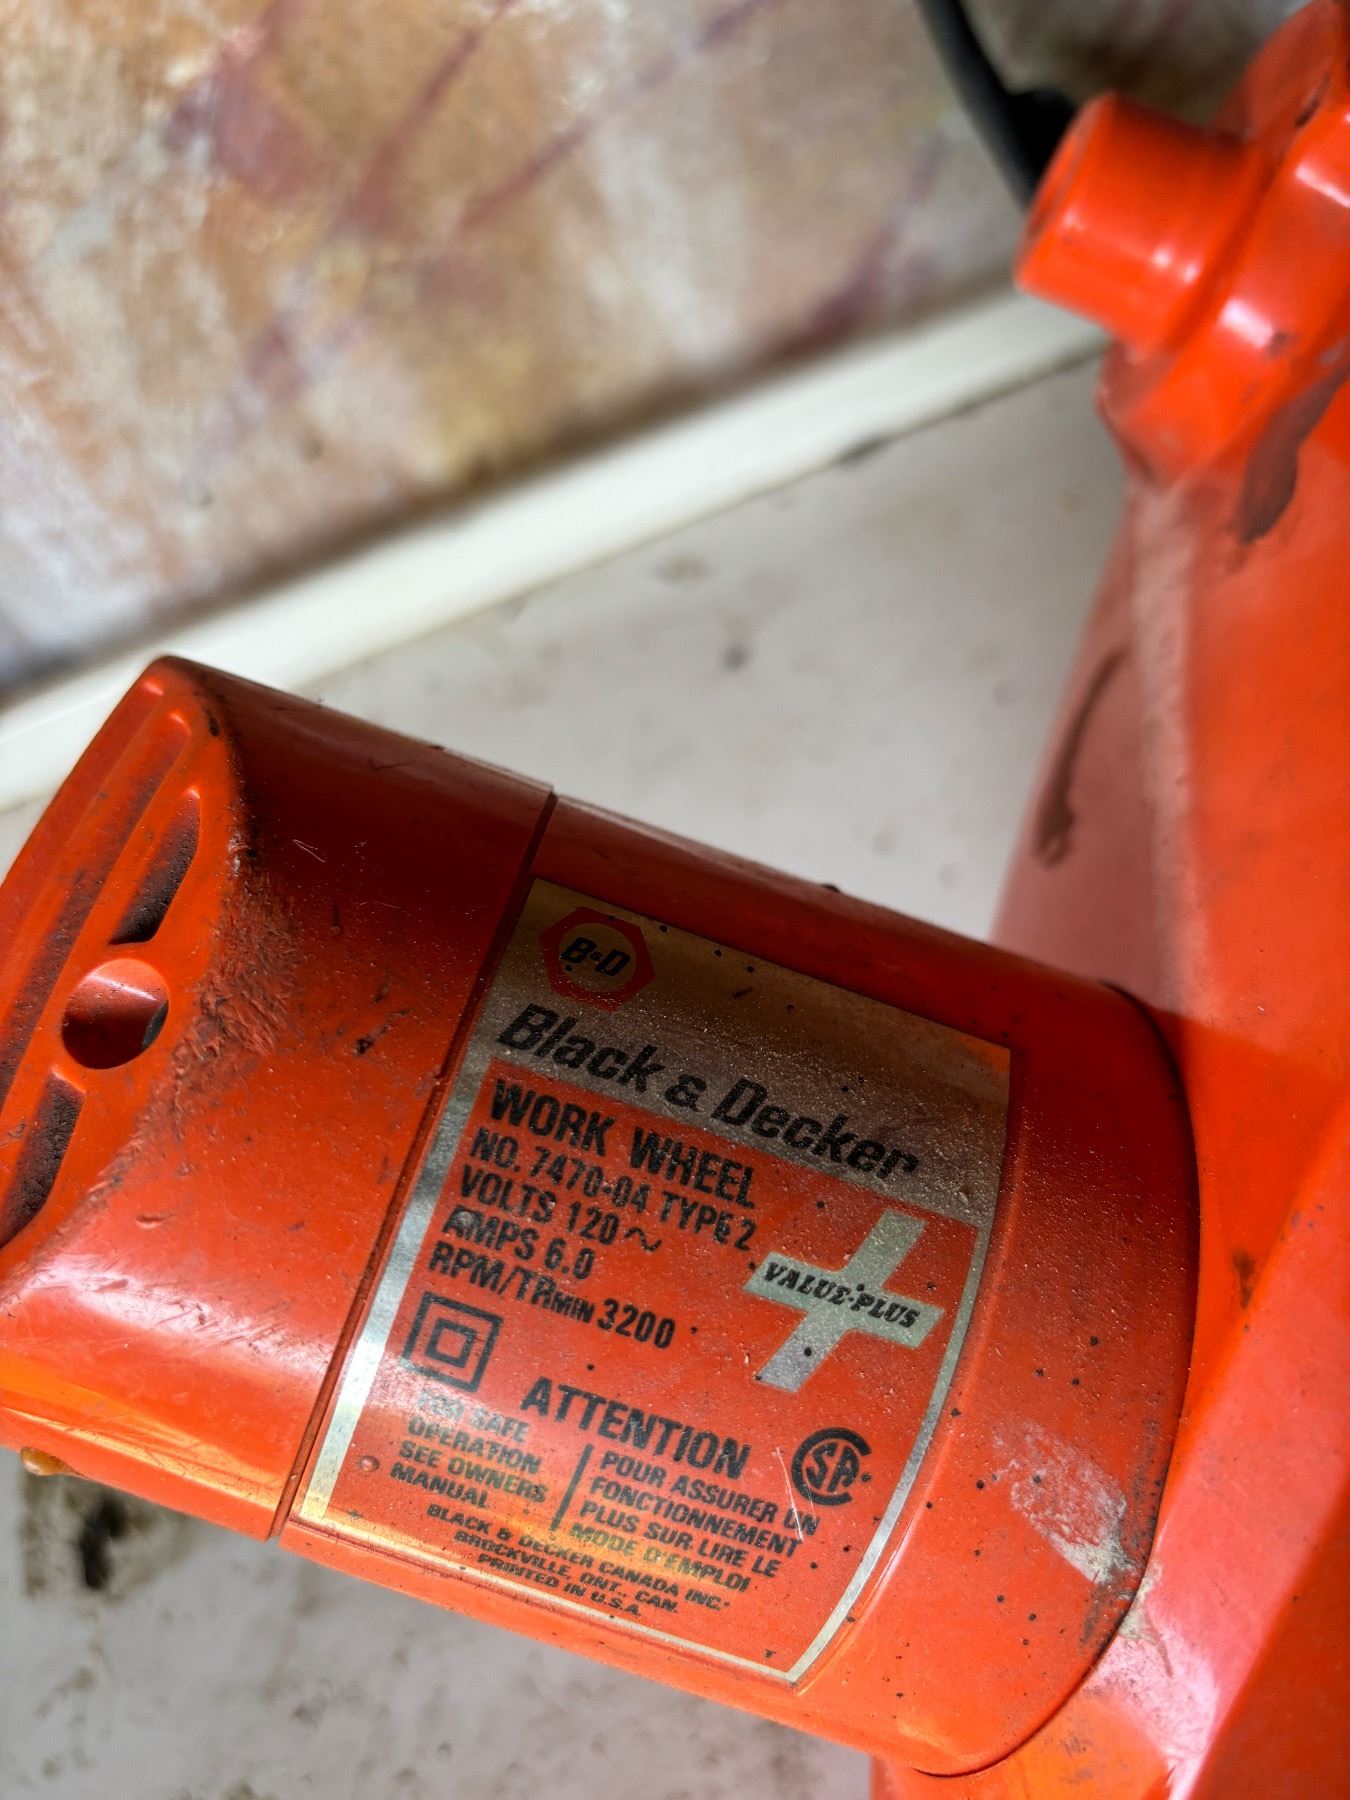 B&D
Black & Decker
WORK WHEEL
NO. 7470-04 TYPE 2
VOLTS 120 ~
AMPS 6.0
RPM/TRMIN 3200
VALUE-PLUS
ATTENTION
FOR SAFE
OPERATION
SEE OWNERS
MANUAL
POUR ASSURER UN
FONCTIONNEMENT
PLUS SUR LIRE LE
MODE D'EMPLOI
SA
BLACK & DECKER CANADA INC.
BROCKVILLE, ONT., CAN.
PRINTED IN U.S.A.
T